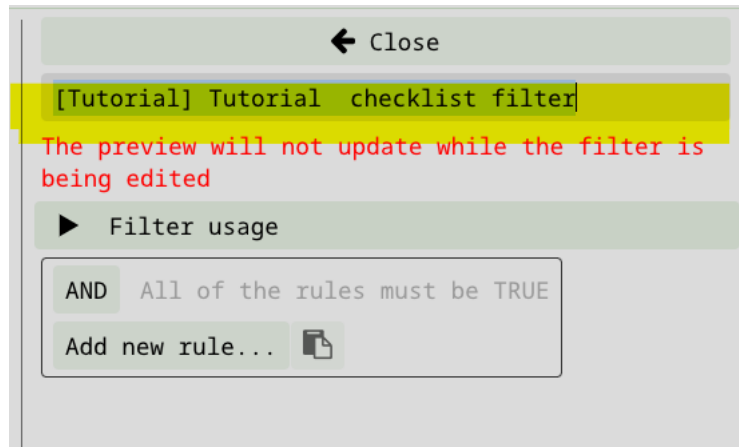 Close
[Tutorial] Tutorial  checklist filter
The preview will not update while the filter is
being edited
Filter usage
AND All of the rules must be TRUE
Add new rule...